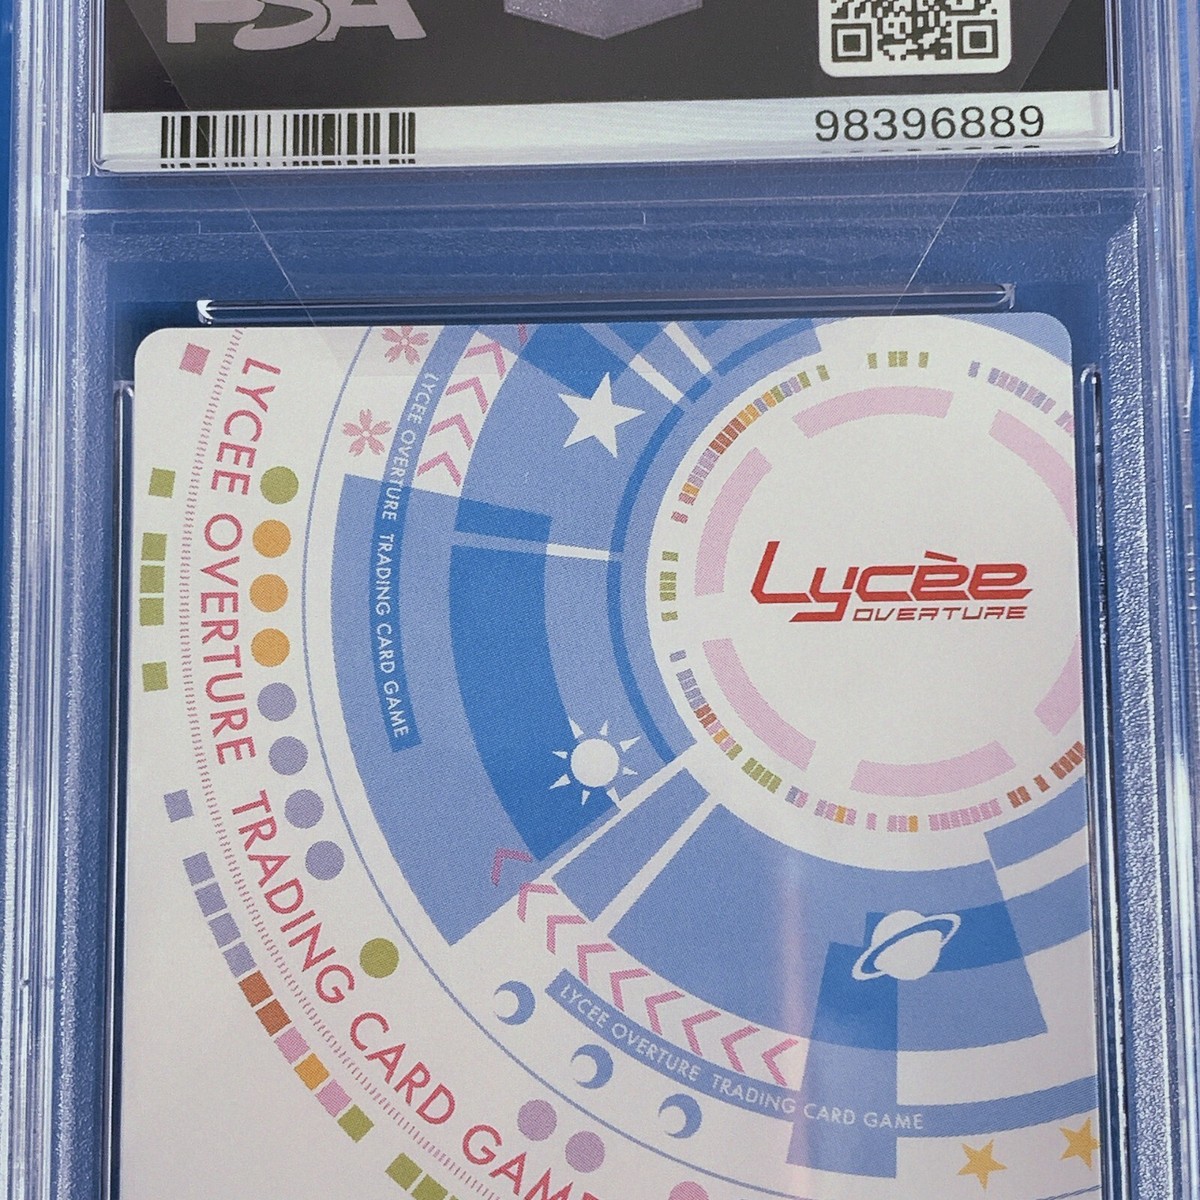 PSA
98396889
LYCEE OVERTURE TRADING CARD GAME
LYCEE OVERTURE TRADING CARD GAME
Lycèe
OVERTURE
LYCEE OVERTURE TRADING CARD GAME